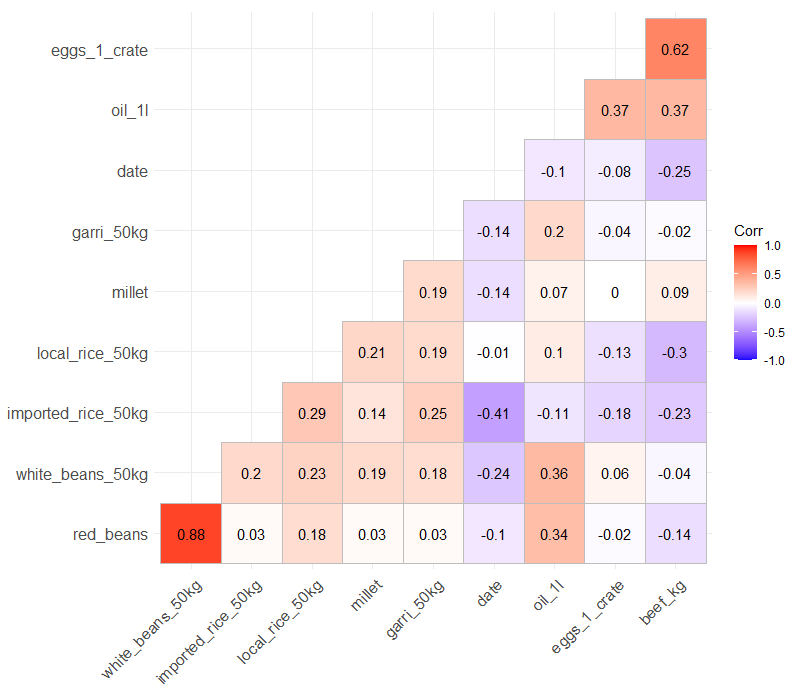 eggs_1_crate 0.62
oil_1l 0.37 0.37
date -0.1 -0.08 -0.25
garri_50kg -0.14 0.2 -0.04 -0.02
millet 0.19 -0.14 0.07 0 0.09
local_rice_50kg 0.21 0.19 -0.01 0.1 -0.13 -0.3
imported_rice_50kg 0.29 0.14 0.25 -0.41 -0.11 -0.18 -0.23
white_beans_50kg 0.2 0.23 0.19 0.18 -0.24 0.36 0.06 -0.04
red_beans 0.88 0.03 0.18 0.03 0.03 -0.1 0.34 -0.02 -0.14
white_beans_50kg
imported_rice_50kg
local_rice_50kg
millet
garri_50kg
date
oil_1l
eggs_1_crate
beef_kg
Corr
1.0
0.5
0.0
-0.5
-1.0